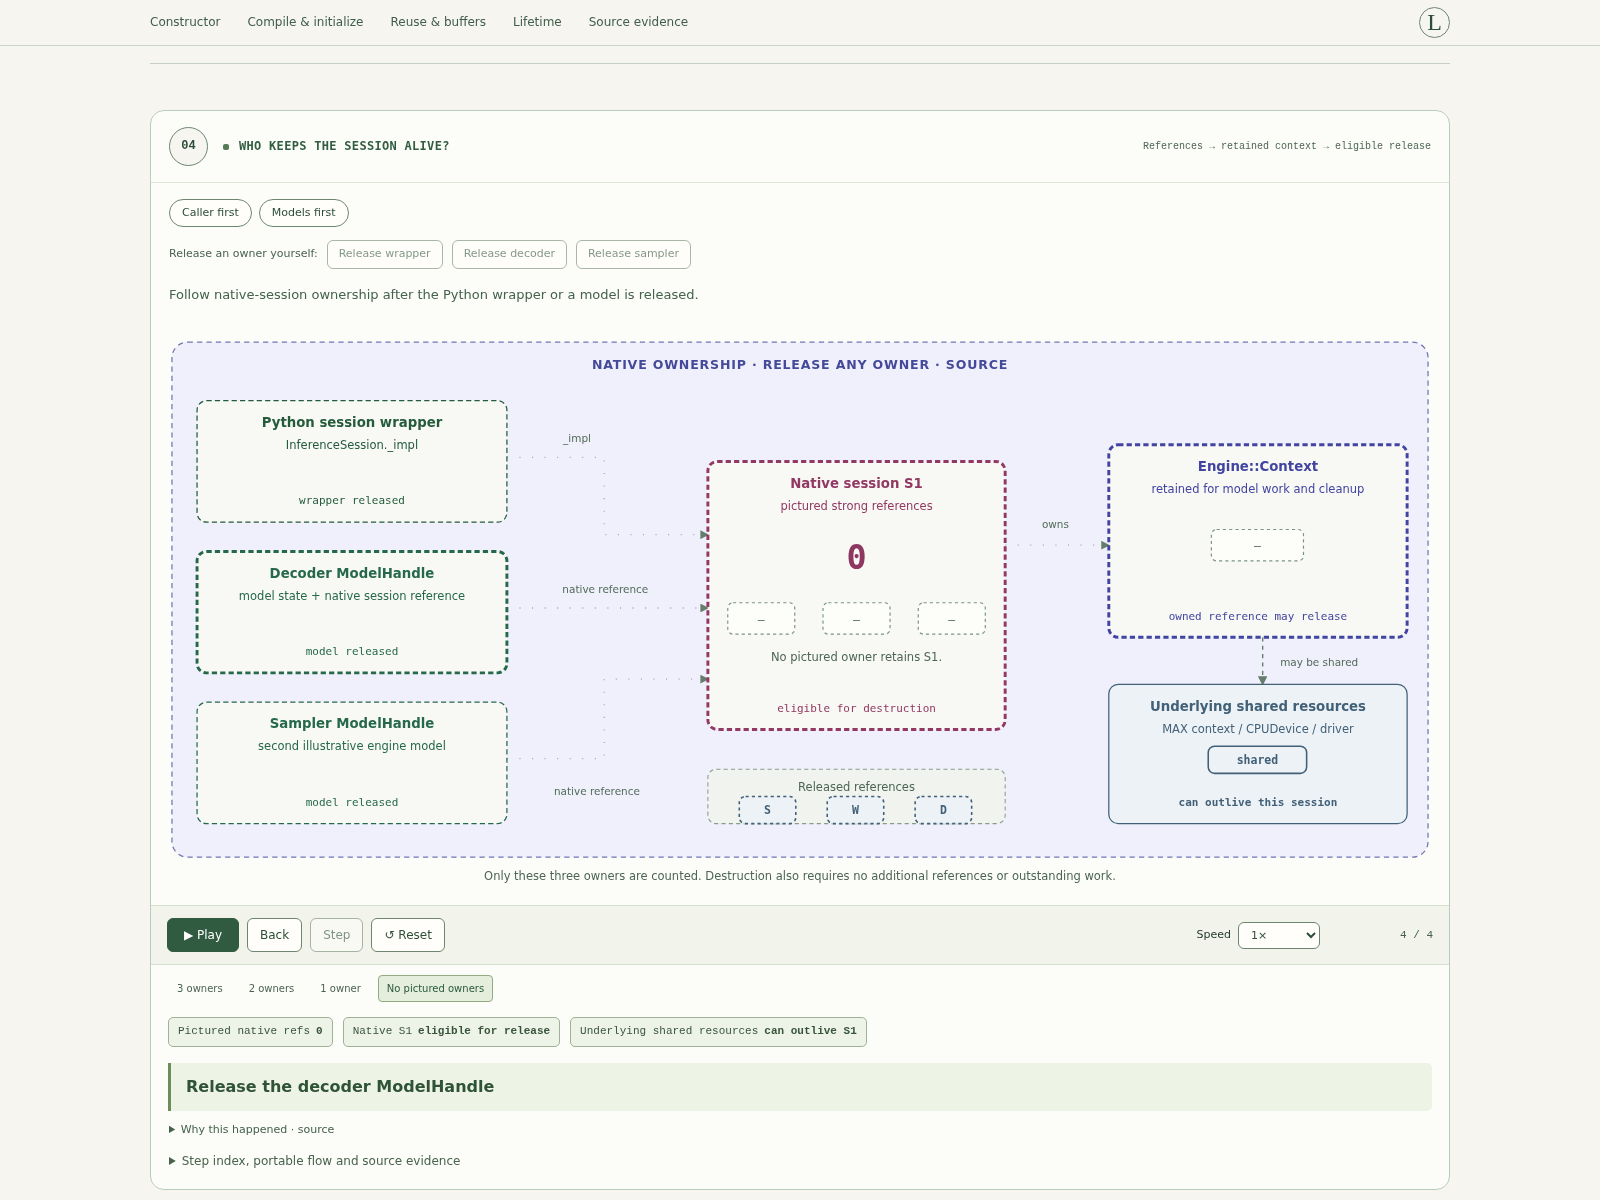 Constructor Compile & initialize Reuse & buffers Lifetime Source evidence L
04 WHO KEEPS THE SESSION ALIVE? References → retained context → eligible release
Caller first Models first
Release an owner yourself: Release wrapper Release decoder Release sampler
Follow native-session ownership after the Python wrapper or a model is released.
NATIVE OWNERSHIP · RELEASE ANY OWNER · SOURCE
Python session wrapper
InferenceSession._impl
wrapper released
_impl
Decoder ModelHandle
model state + native session reference
model released
native reference
Sampler ModelHandle
second illustrative engine model
model released
native reference
Native session S1
pictured strong references
0
— — —
No pictured owner retains S1.
eligible for destruction
Released references
S W D
owns
Engine::Context
retained for model work and cleanup
—
owned reference may release
may be shared
Underlying shared resources
MAX context / CPUDevice / driver
shared
can outlive this session
Only these three owners are counted. Destruction also requires no additional references or outstanding work.
▶ Play Back Step ↺ Reset Speed 1× 4 / 4
3 owners 2 owners 1 owner No pictured owners
Pictured native refs 0 Native S1 eligible for release Underlying shared resources can outlive S1
Release the decoder ModelHandle
▶ Why this happened · source
▶ Step index, portable flow and source evidence